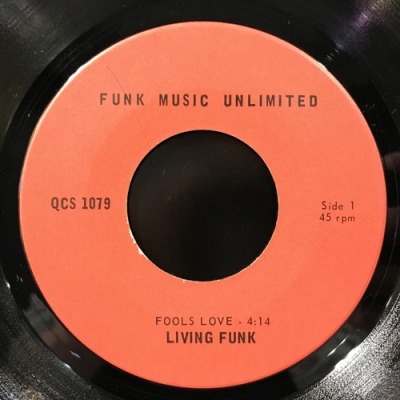 FUNK MUSIC UNLIMITED
QCS 1079
Side 1
45 rpm
FOOLS LOVE - 4:14
LIVING FUNK